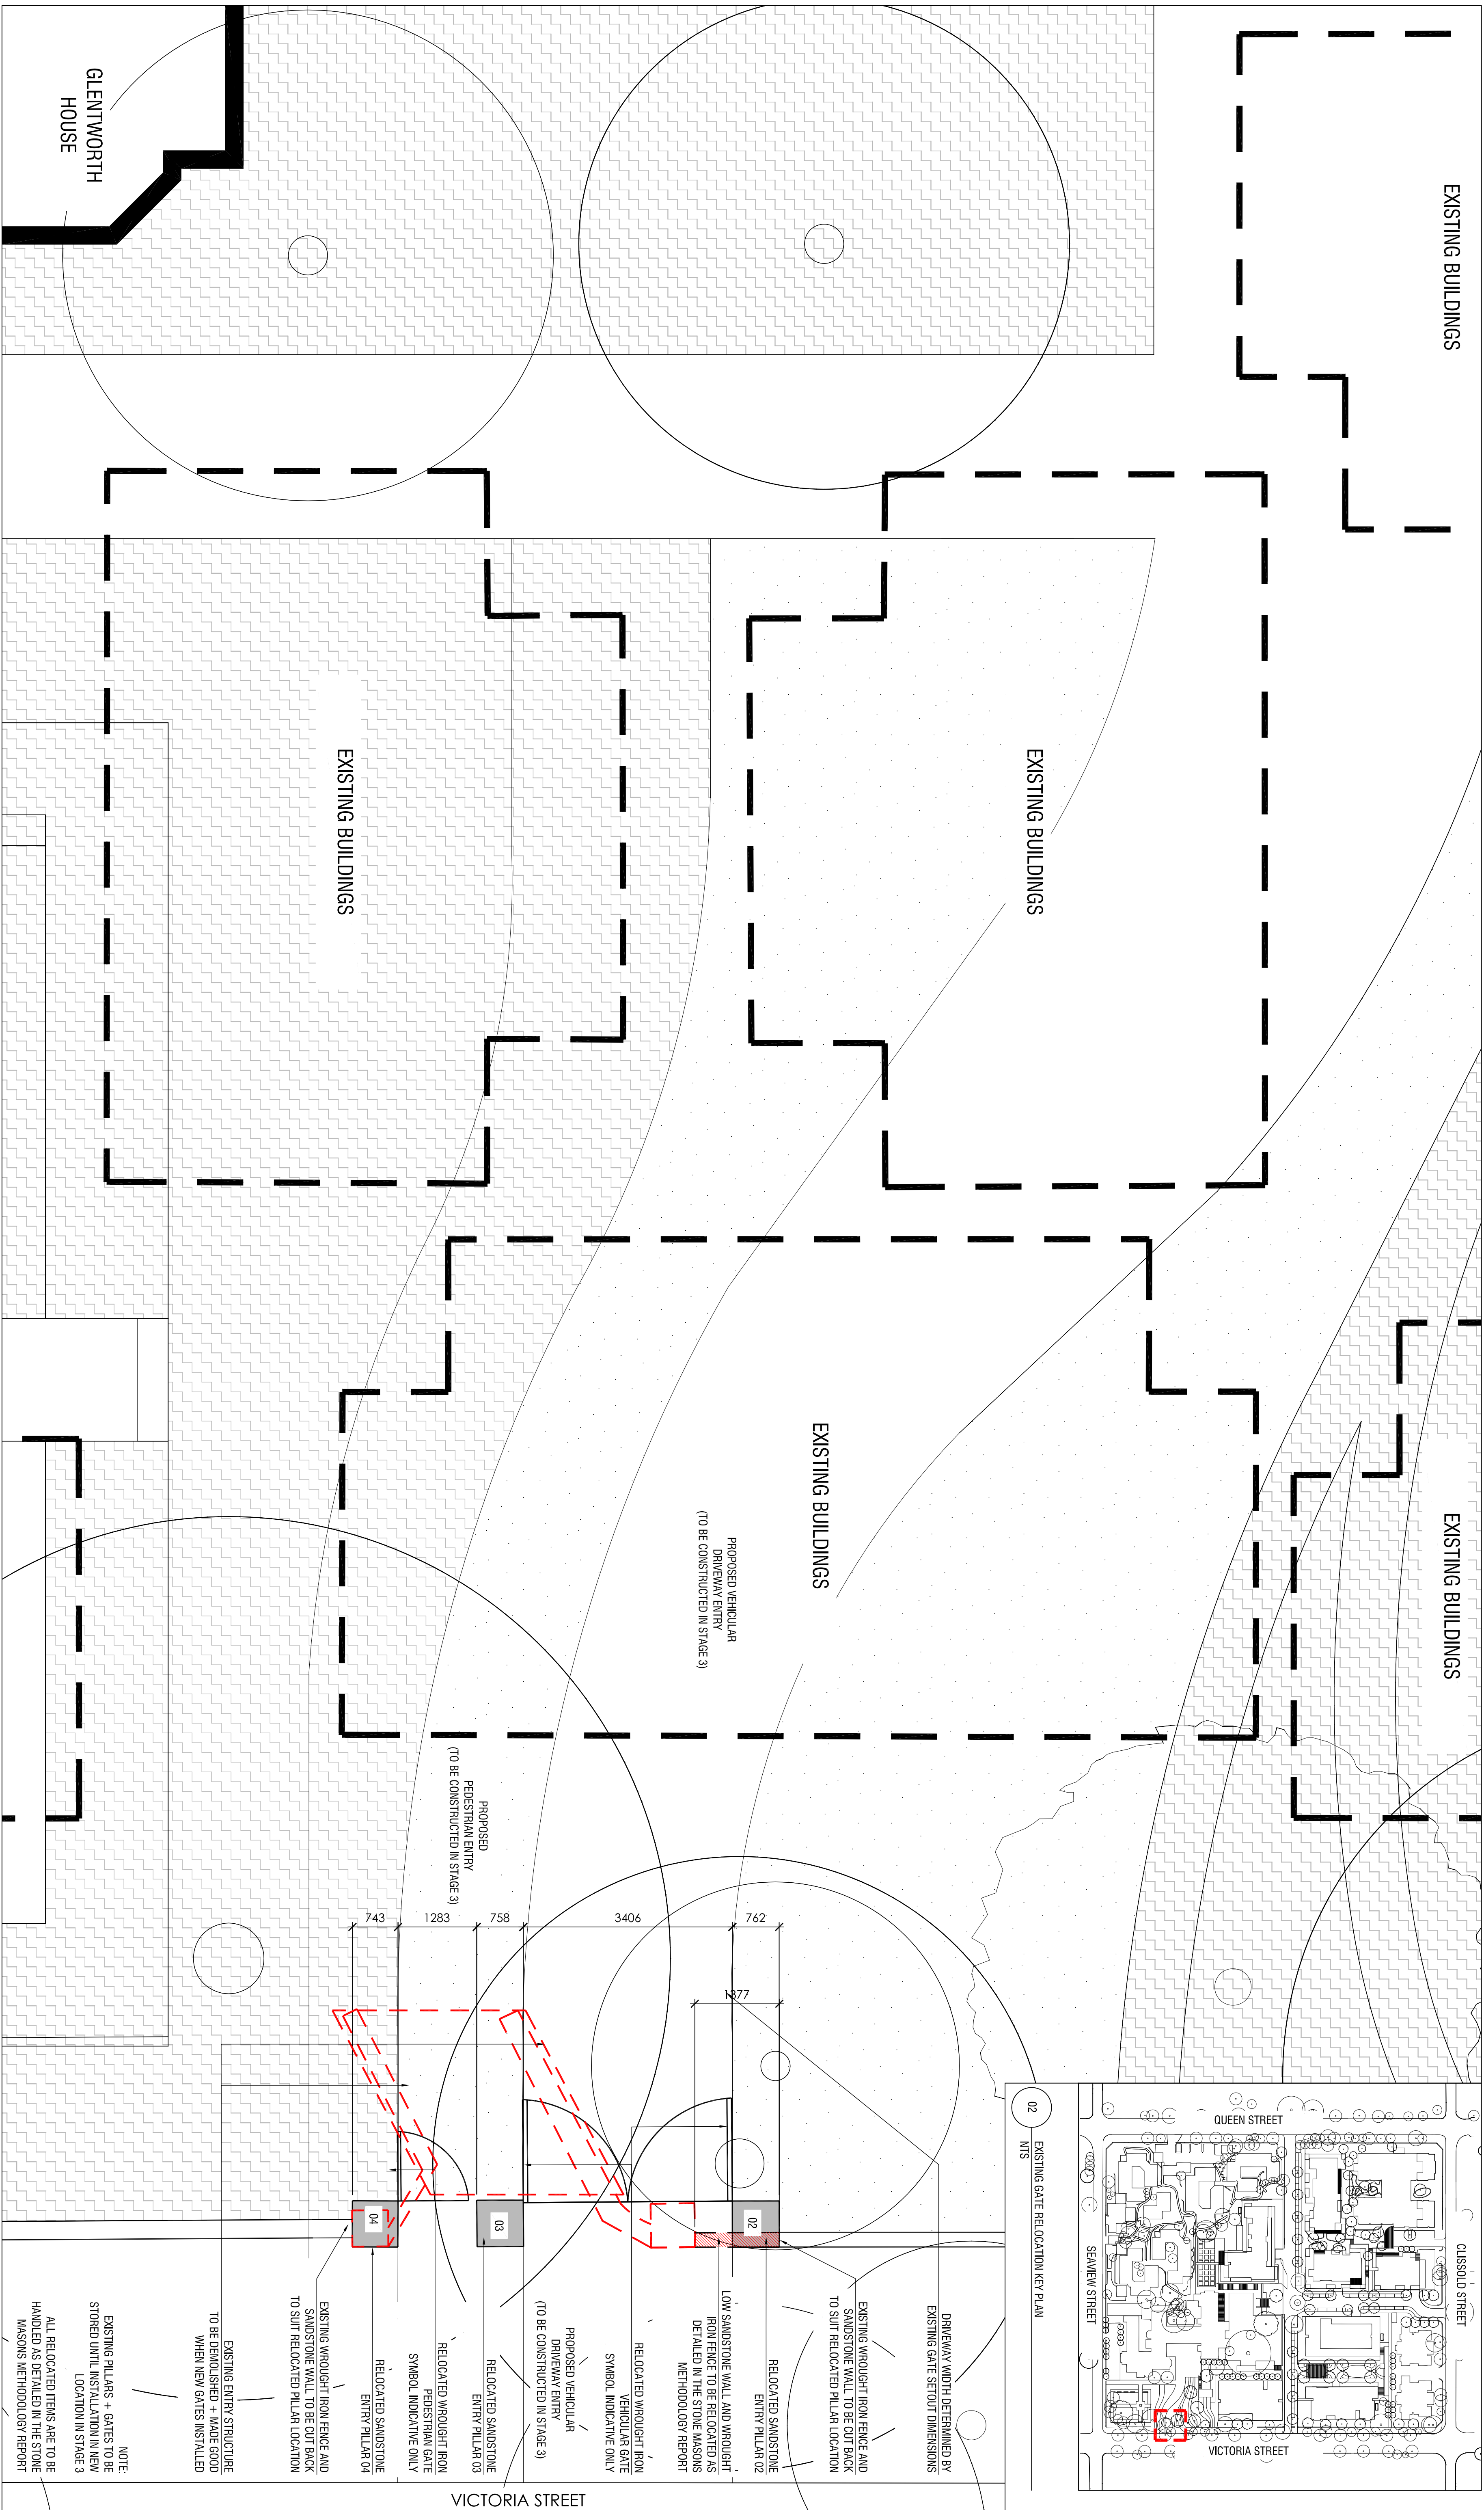 GLENTWORTH
HOUSE
EXISTING BUILDINGS
EXISTING BUILDINGS
EXISTING BUILDINGS
EXISTING BUILDINGS
EXISTING BUILDINGS
PROPOSED VEHICULAR
DRIVEWAY ENTRY
(TO BE CONSTRUCTED IN STAGE 3)
PROPOSED
PEDESTRIAN ENTRY
(TO BE CONSTRUCTED IN STAGE 3)
743
1283
758
3406
762
1377
04
03
02
DRIVEWAY WIDTH DETERMINED BY
EXISTING GATE SETOUT DIMENSIONS
EXISTING WROUGHT IRON FENCE AND
SANDSTONE WALL TO BE CUT BACK
TO SUIT RELOCATED PILLAR LOCATION
RELOCATED SANDSTONE
ENTRY PILLAR 02
LOW SANDSTONE WALL AND WROUGHT
IRON FENCE TO BE RELOCATED AS
DETAILED IN THE STONE MASONS
METHODOLOGY REPORT
RELOCATED WROUGHT IRON
VEHICULAR GATE
SYMBOL INDICATIVE ONLY
PROPOSED VEHICULAR
DRIVEWAY ENTRY
(TO BE CONSTRUCTED IN STAGE 3)
RELOCATED SANDSTONE
ENTRY PILLAR 03
RELOCATED WROUGHT IRON
PEDESTRIAN GATE
SYMBOL INDICATIVE ONLY
RELOCATED SANDSTONE
ENTRY PILLAR 04
EXISTING WROUGHT IRON FENCE AND
SANDSTONE WALL TO BE CUT BACK
TO SUIT RELOCATED PILLAR LOCATION
EXISTING ENTRY STRUCTURE
TO BE DEMOLISHED + MADE GOOD
WHEN NEW GATES INSTALLED
NOTE:
EXISTING PILLARS + GATES TO BE
STORED UNTIL INSTALLATION IN NEW
LOCATION IN STAGE 3
ALL RELOCATED ITEMS ARE TO BE
HANDLED AS DETAILED IN THE STONE
MASONS METHODOLOGY REPORT
VICTORIA STREET
02
EXISTING GATE RELOCATION KEY PLAN
NTS
QUEEN STREET
CLISSOLD STREET
SEAVIEW STREET
VICTORIA STREET